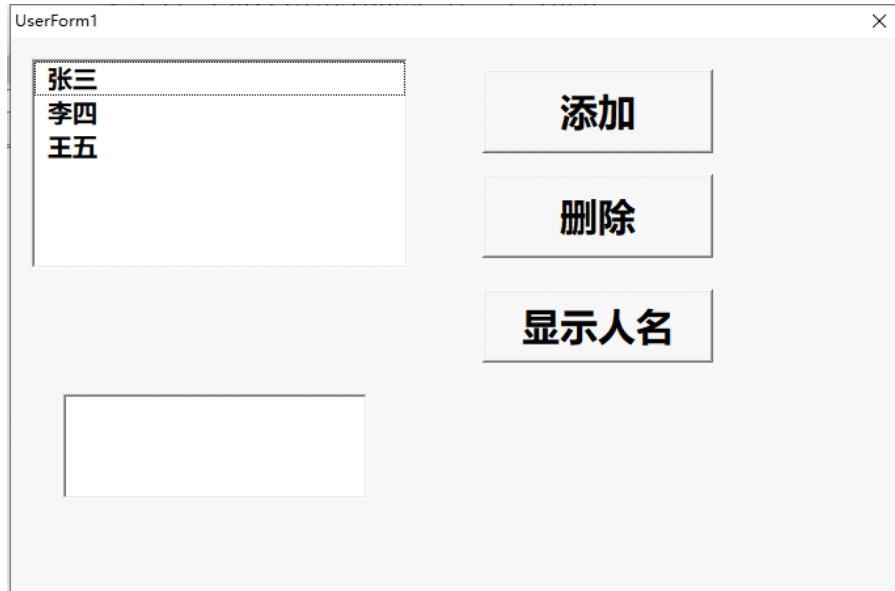 UserForm1
张三
李四
王五
添加
删除
显示人名